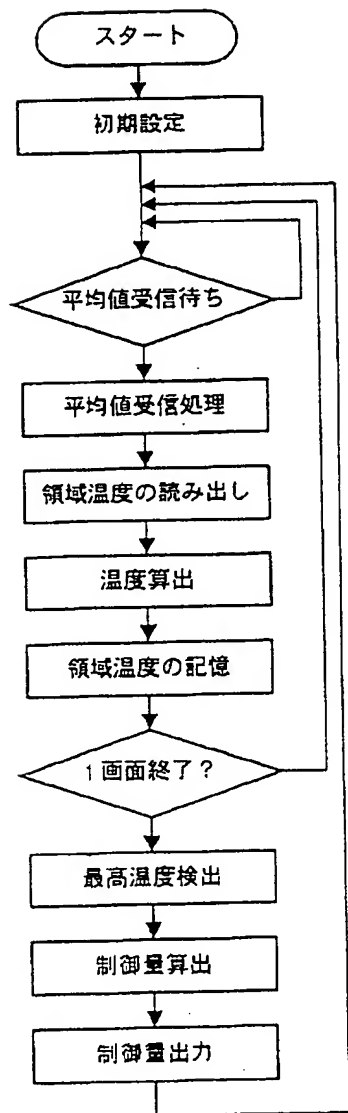 スタート
初期設定
平均値受信待ち
平均値受信処理
領域温度の読み出し
温度算出
領域温度の記憶
1画面終了?
最高温度検出
制御量算出
制御量出力